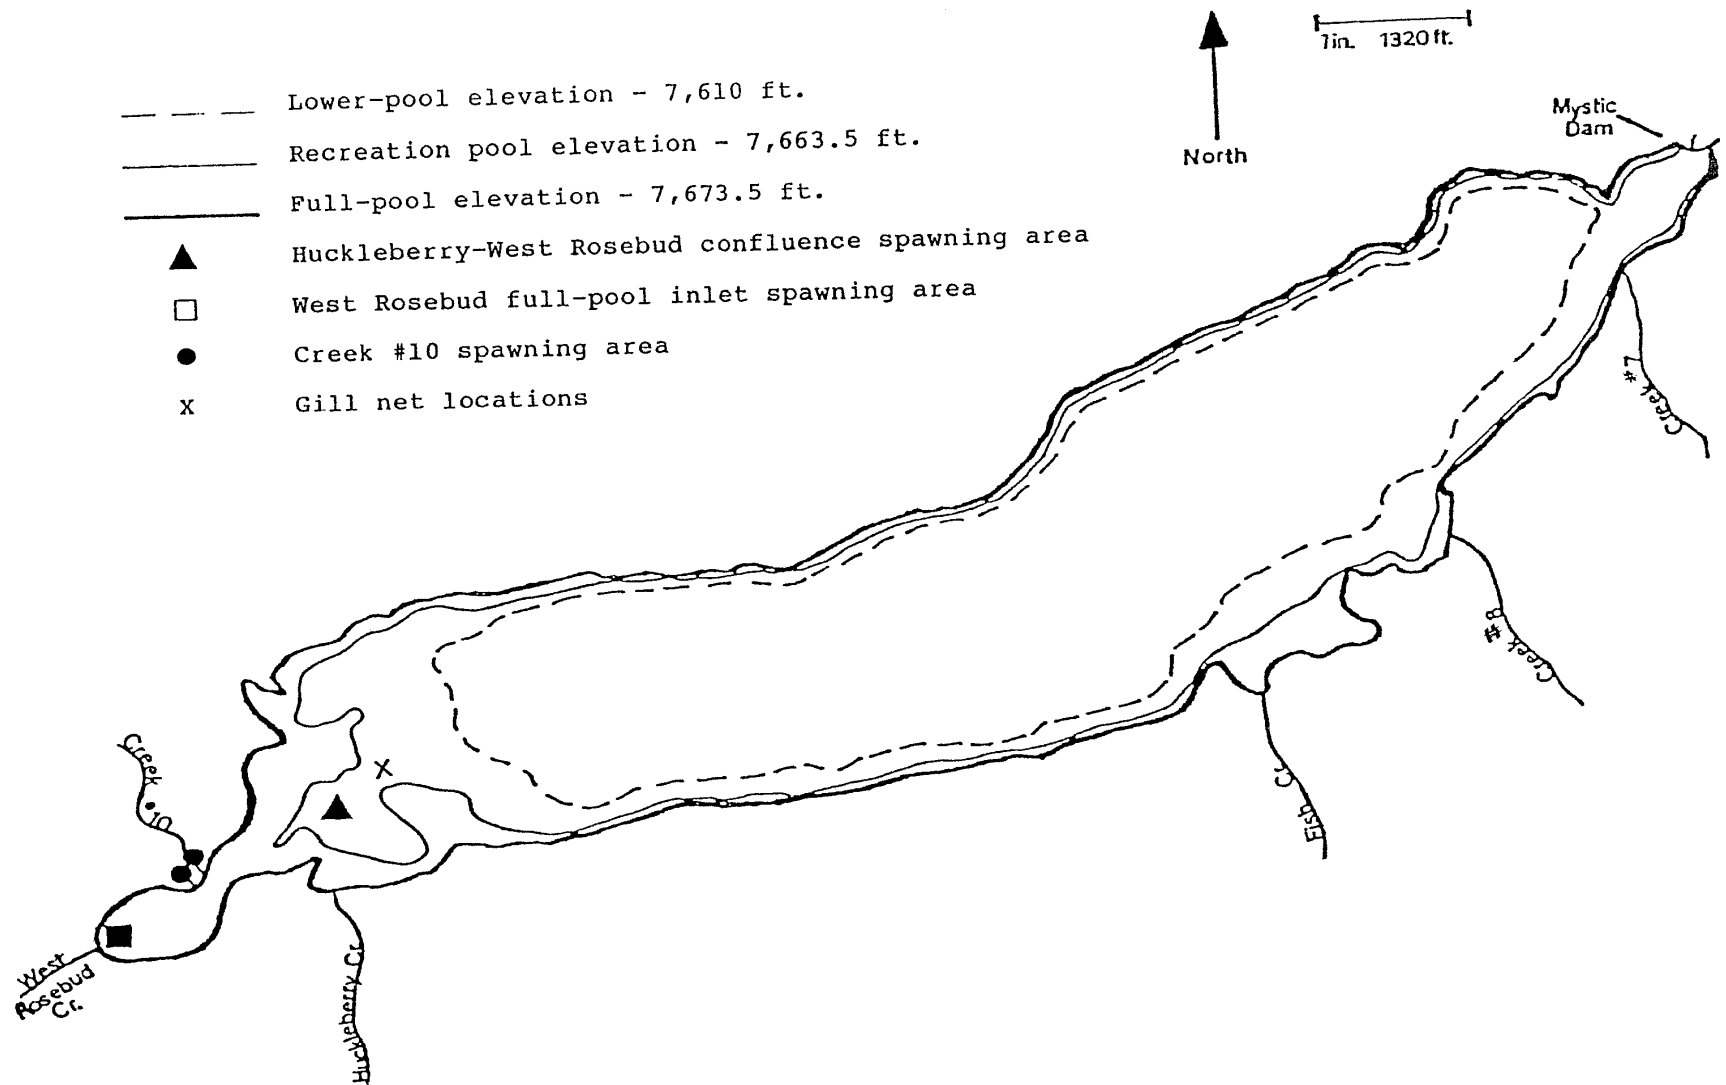 1in. 1320 ft.
Mystic
Dam
North
Lower-pool elevation - 7,610 ft.
Recreation pool elevation - 7,663.5 ft.
Full-pool elevation - 7,673.5 ft.
Huckleberry-West Rosebud confluence spawning area
West Rosebud full-pool inlet spawning area
Creek #10 spawning area
x Gill net locations
Creek #7
Creek #8
Fish Cr.
X
Creek •10
West
Rosebud
Cr.
Huckleberry Cr.